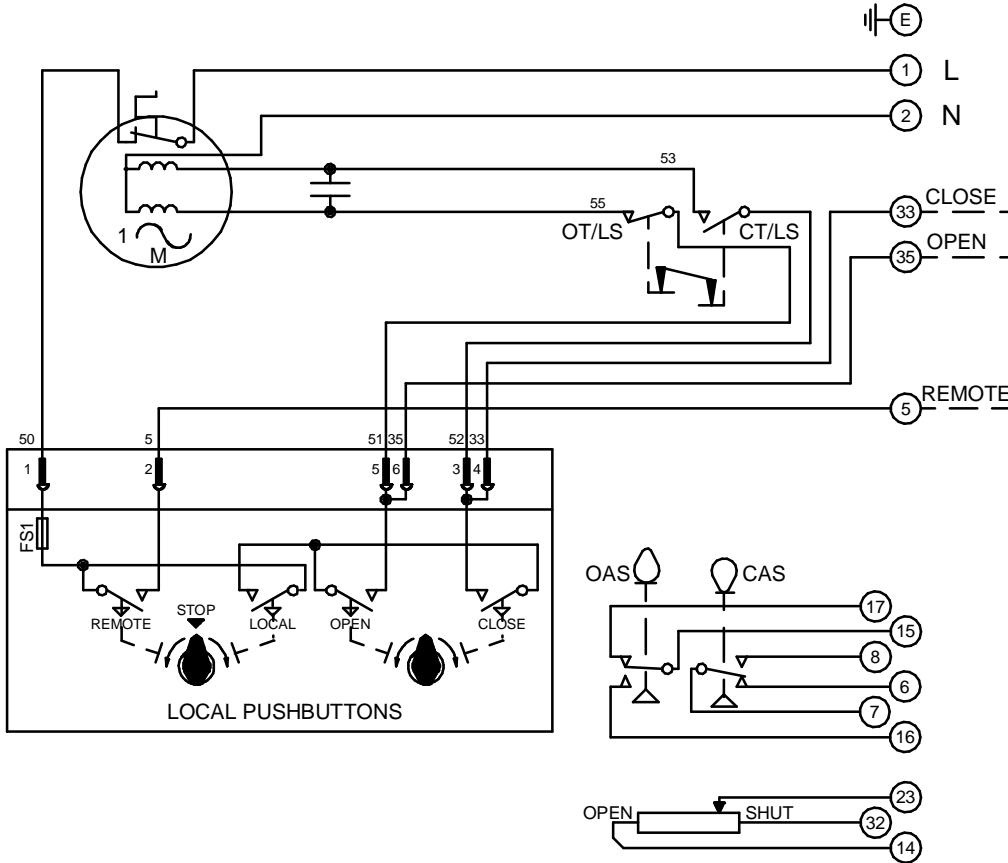 E
1 L
2 N
53
55
OT/LS CT/LS
33 CLOSE
35 OPEN
1
M
5 REMOTE
50 5 51 35 52 33
1 2 5 6 3 4
FS1
STOP
REMOTE LOCAL OPEN CLOSE
LOCAL PUSHBUTTONS
OAS CAS
17
15
8
6
7
16
23
OPEN SHUT
32
14